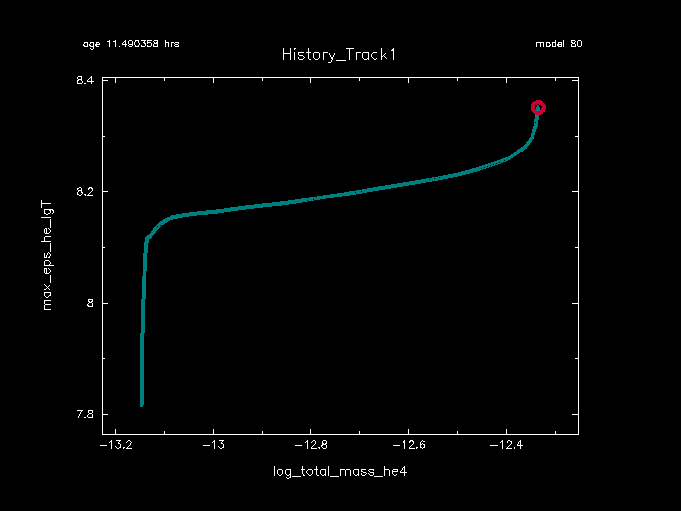 age 11.490358 hrs
model 80
History_Track1
8.4
8.2
8
7.8
max_eps_he_lgT
−13.2
−13
−12.8
−12.6
−12.4
log_total_mass_he4